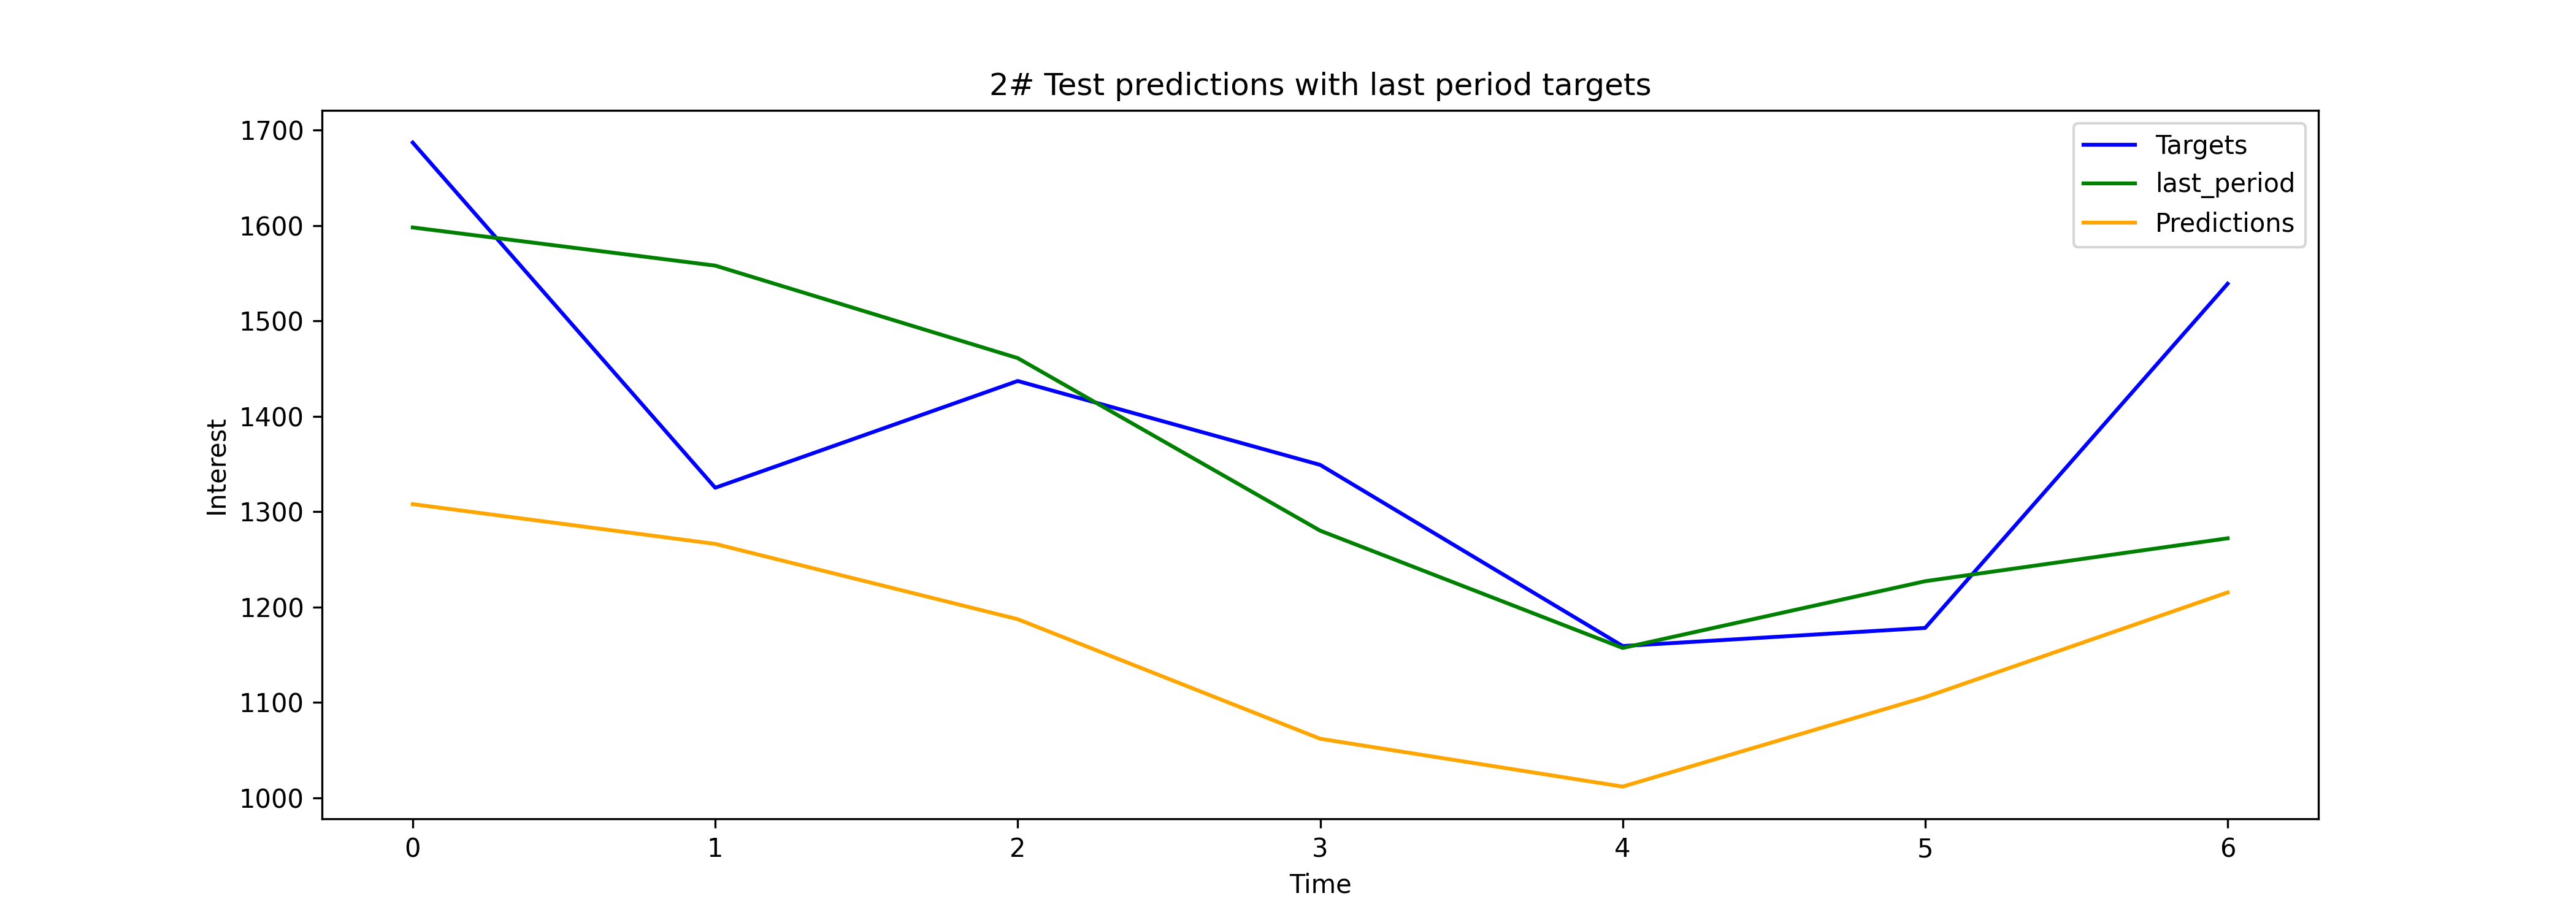 2# Test predictions with last period targets
Targets
last_period
Predictions
Interest
1700
1600
1500
1400
1300
1200
1100
1000
0 1 2 3 4 5 6
Time